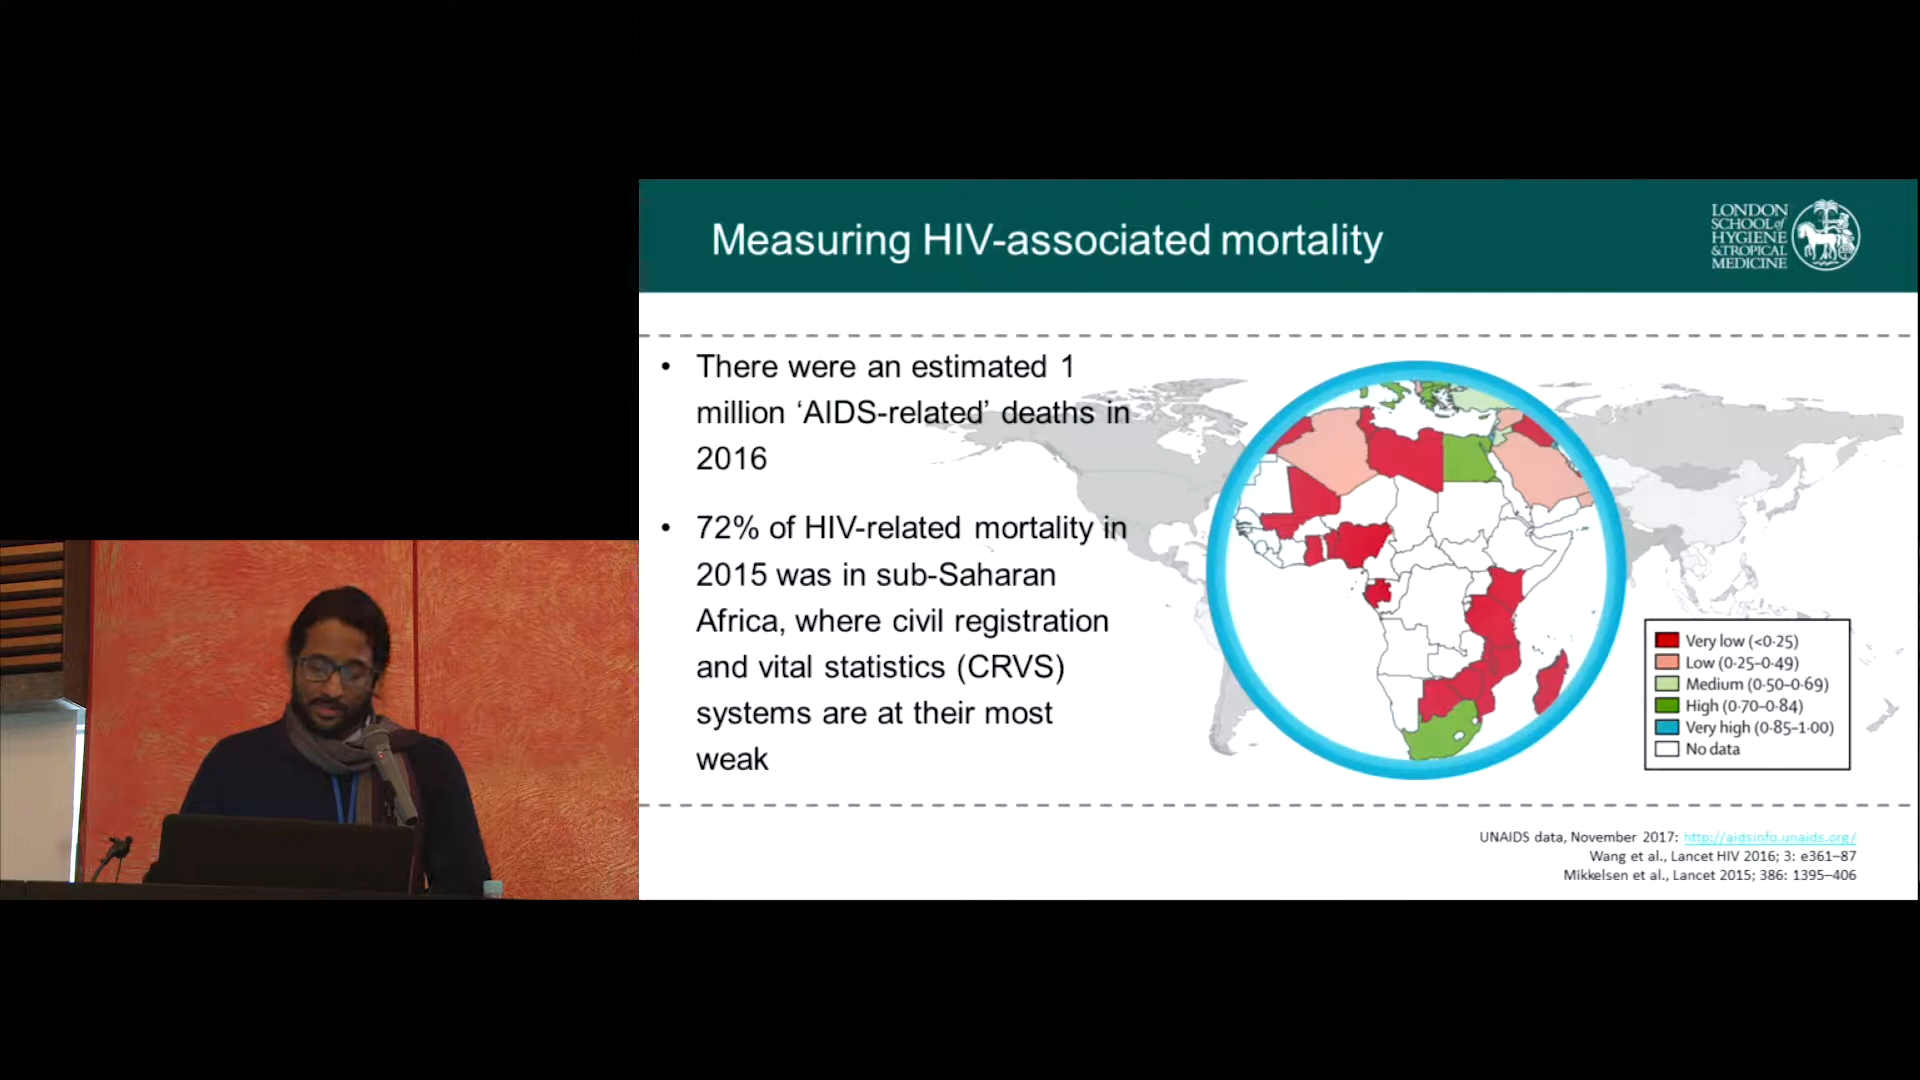 Measuring HIV-associated mortality
LONDON
SCHOOL of
HYGIENE
& TROPICAL
MEDICINE
• There were an estimated 1
million ‘AIDS-related’ deaths in
2016
• 72% of HIV-related mortality in
2015 was in sub-Saharan
Africa, where civil registration
and vital statistics (CRVS)
systems are at their most
weak
Very low (<0·25)
Low (0·25–0·49)
Medium (0·50–0·69)
High (0·70–0·84)
Very high (0·85–1·00)
No data
UNAIDS data, November 2017: http://aidsinfo.unaids.org/
Wang et al., Lancet HIV 2016; 3: e361–87
Mikkelsen et al., Lancet 2015; 386: 1395–406